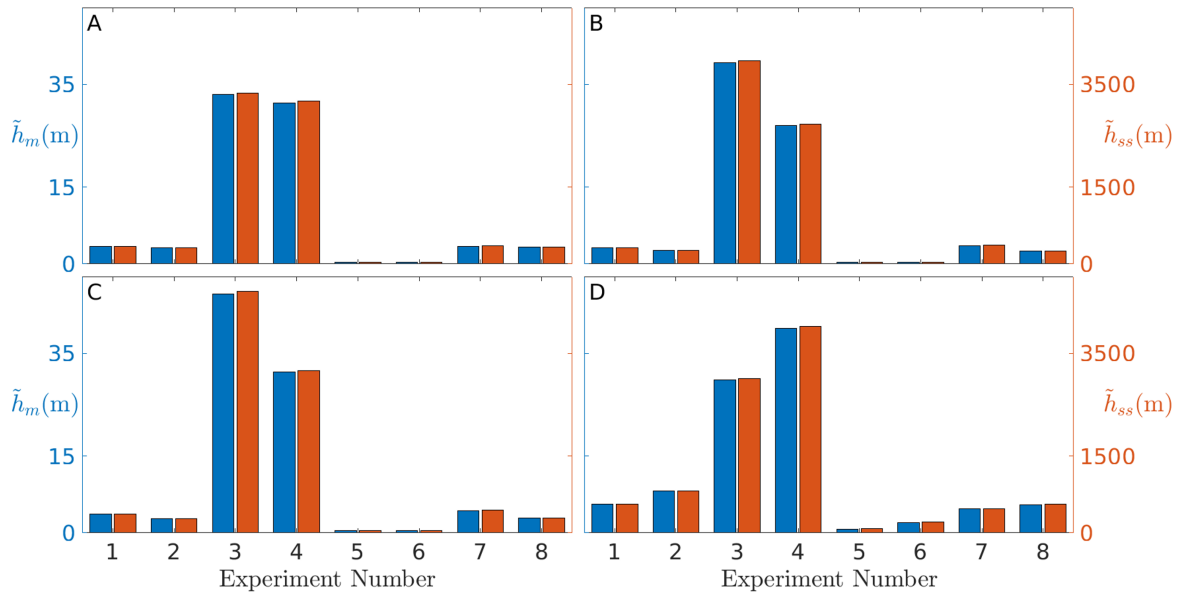 A
B
35
3500
h̃ₘ(m)
h̃ₛₛ(m)
15
1500
0
0
C
D
35
3500
h̃ₘ(m)
h̃ₛₛ(m)
15
1500
0
0
1 2 3 4 5 6 7 8
1 2 3 4 5 6 7 8
Experiment Number
Experiment Number